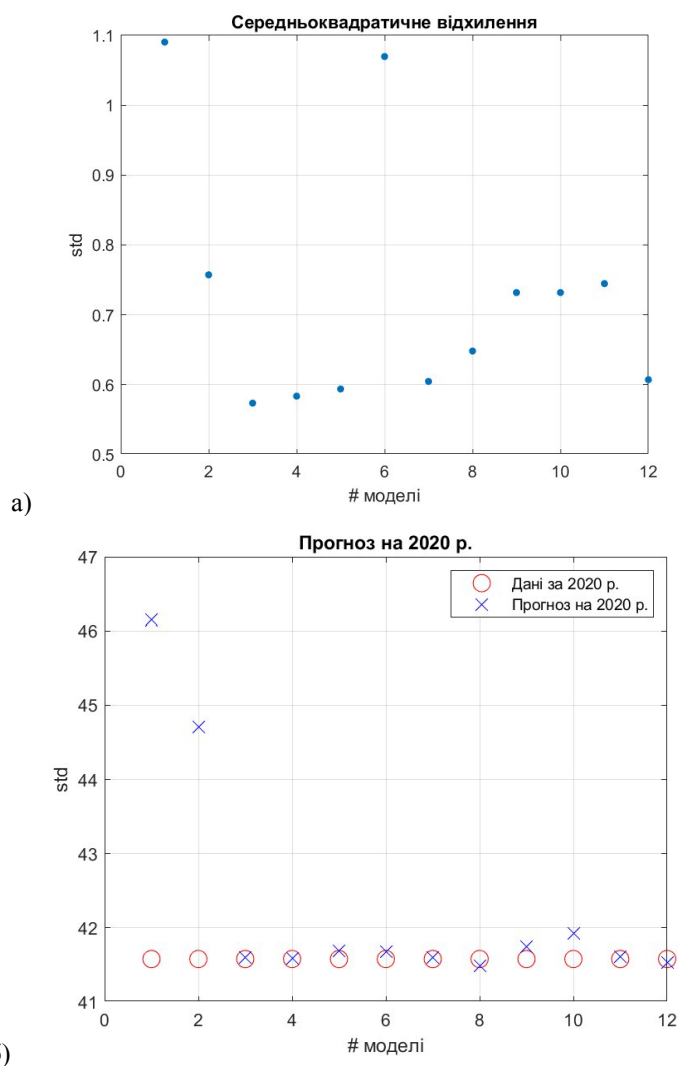 Середньоквадратичне відхилення
1.1
1
0.9
0.8
0.7
0.6
0.5
std
0 2 4 6 8 10 12
# моделі
а)
Прогноз на 2020 р.
47
46
45
44
43
42
41
std
Дані за 2020 р.
Прогноз на 2020 р.
0 2 4 6 8 10 12
# моделі